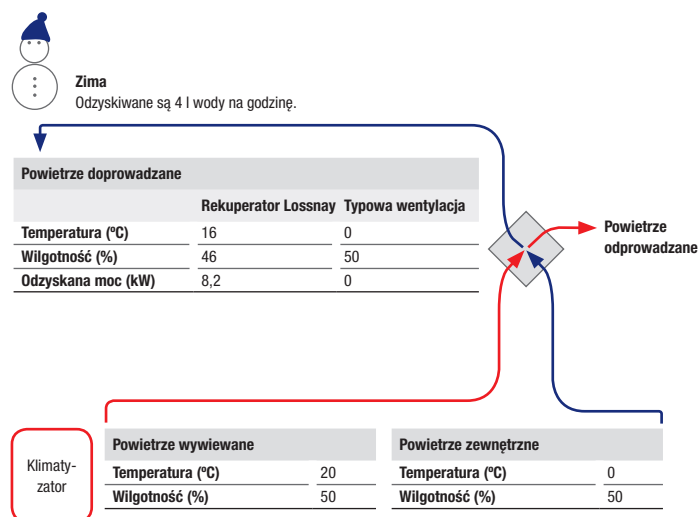 Zima
Odzyskiwane są 4 l wody na godzinę.
Powietrze doprowadzane
Rekuperator Lossnay Typowa wentylacja
Temperatura (ºC) 16 0
Wilgotność (%) 46 50
Odzyskana moc (kW) 8,2 0
Powietrze
odprowadzane
Klimaty-
zator
Powietrze wywiewane
Temperatura (ºC) 20
Wilgotność (%) 50
Powietrze zewnętrzne
Temperatura (ºC) 0
Wilgotność (%) 50